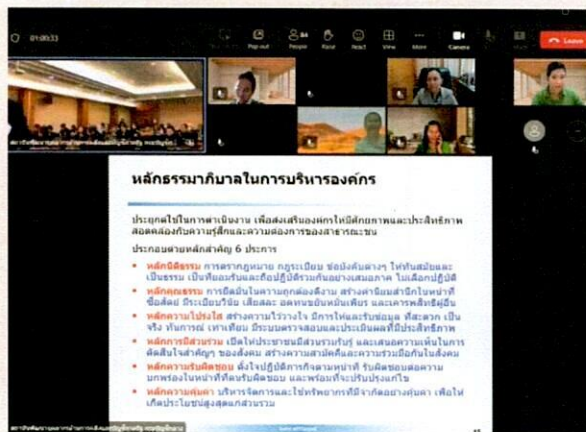 01:00:33
Pop out
People
Raise
React
View
More
Camera
Leave
หลักธรรมาภิบาลในการบริหารองค์กร
ประยุกต์ใช้ในการดำเนินงาน เพื่อส่งเสริมองค์กรให้มีศักยภาพและประสิทธิภาพ
สอดคล้องกับความรู้สึกและความต้องการของสาธารณะชน
ประกอบด้วยหลักสำคัญ 6 ประการ
• หลักนิติธรรม การตรากฎหมาย กฎระเบียบ ข้อบังคับต่างๆ ให้ทันสมัยและ
เป็นธรรม เป็นที่ยอมรับและถือปฏิบัติร่วมกันอย่างเสมอภาค ไม่เลือกปฏิบัติ
• หลักคุณธรรม การยึดมั่นในความถูกต้องดีงาม สร้างค่านิยมสำนึกในหน้าที่
ซื่อสัตย์ มีระเบียบวินัย เสียสละ อดทนขยันหมั่นเพียร และเคารพสิทธิผู้อื่น
• หลักความโปร่งใส สร้างความไว้วางใจ มีการให้และรับข้อมูล ที่สะดวก เป็น
จริง ทันการณ์ เท่าเทียม มีระบบตรวจสอบและประเมินผลที่มีประสิทธิภาพ
• หลักการมีส่วนร่วม เปิดให้ประชาชนมีส่วนร่วมรับรู้ และเสนอความเห็นในการ
ตัดสินใจสำคัญๆ ของสังคม สร้างความสามัคคีและความร่วมมือกันในสังคม
• หลักความรับผิดชอบ ตั้งใจปฏิบัติภารกิจตามหน้าที่ รับผิดชอบต่อความ
บกพร่องในหน้าที่ที่ตนรับผิดชอบ และพร้อมที่จะปรับปรุงแก้ไข
• หลักความคุ้มค่า บริหารจัดการและใช้ทรัพยากรที่มีจำกัดอย่างคุ้มค่า เพื่อให้
เกิดประโยชน์สูงสุดแก่ส่วนรวม